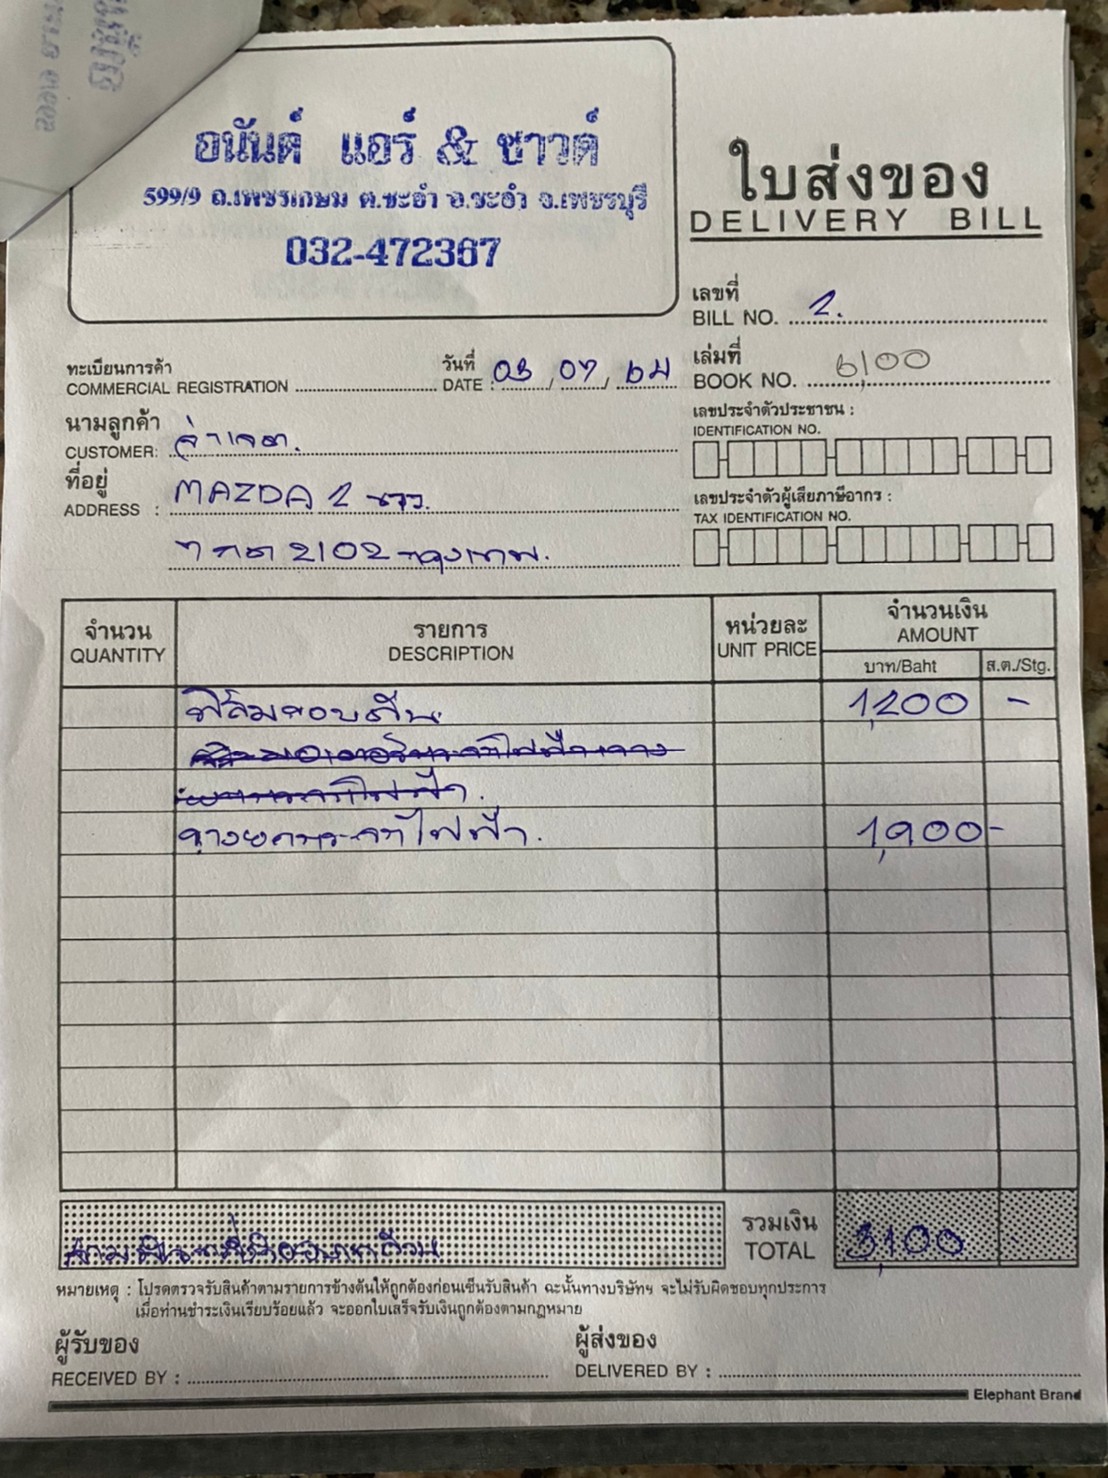 อนันต์ แอร์ & ซาวด์
599/9 ถ.เพชรเกษม ต.ชะอำ อ.ชะอำ จ.เพชรบุรี
032-472367
ใบส่งของ
DELIVERY BILL
เลขที่
BILL NO. 2.
ทะเบียนการค้า
COMMERCIAL REGISTRATION
วันที่
DATE : 03 / 07 / 64
เล่มที่
BOOK NO. 6,100
นามลูกค้า
CUSTOMER:
ที่อยู่
ADDRESS : MAZDA 2 ขาว
2102
เลขประจำตัวประชาชน :
IDENTIFICATION NO.
เลขประจำตัวผู้เสียภาษีอากร :
TAX IDENTIFICATION NO.
จำนวน
QUANTITY
รายการ
DESCRIPTION
หน่วยละ
UNIT PRICE
จำนวนเงิน
AMOUNT
บาท/Baht
ส.ต./Stg.
1,200 -
1,900 -
รวมเงิน
TOTAL
3,100 -
หมายเหตุ : โปรดตรวจรับสินค้าตามรายการข้างต้นให้ถูกต้องก่อนเซ็นรับสินค้า ฉะนั้นทางบริษัทฯ จะไม่รับผิดชอบทุกประการ
เมื่อท่านชำระเงินเรียบร้อยแล้ว จะออกใบเสร็จรับเงินถูกต้องตามกฎหมาย
ผู้รับของ
RECEIVED BY :
ผู้ส่งของ
DELIVERED BY :
Elephant Brand